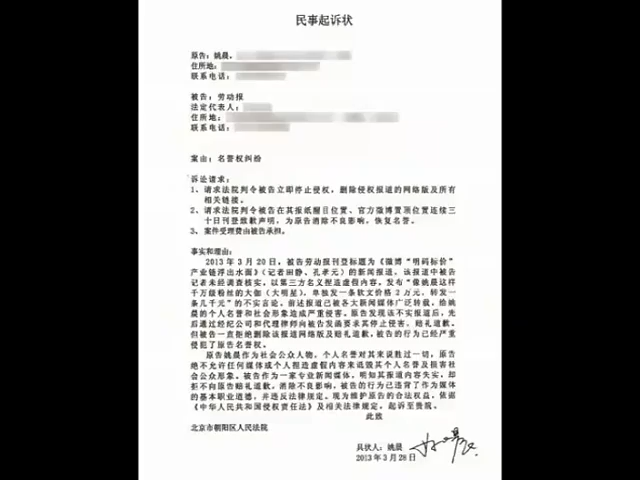 民事起诉状
原告：姚晨，
住所地：
联系电话：
被告：劳动报
法定代表人：
住所地：
联系电话：
案由：名誉权纠纷
诉讼请求：
1、请求法院判令被告立即停止侵权，删除侵权报道的网络版及所有
相关链接。
2、请求法院判令被告在其报纸醒目位置、官方微博置顶位置连续三
十日刊登致歉声明，为原告消除不良影响，恢复名誉。
3、案件受理费由被告承担。
事实和理由：
2013年3月20日，被告劳动报刊登标题为《微博“明码标价”
产业链浮出水面》（记者田静、孔孝元）的新闻报道，该报道中被告
记者未经调查核实，以第三方名义捏造虚假内容，发布“像姚晨这样
千万级粉丝的大伽（大明星），单独发一条软文价格2万元，转发一
条几千元”的不实言论。前述报道已被各大新闻媒体广泛转载，给姚
晨的个人名誉和社会形象造成严重侵害。原告发现该不实报道后，先
后通过经纪公司和代理律师向被告发函要求其停止侵害、赔礼道歉，
但被告一直拒绝删除该报道网络版及赔礼道歉，被告的行为已经严重
侵犯了原告名誉权。
原告姚晨作为社会公众人物，个人名誉对其来说胜过一切，原告
绝不允许任何媒体或个人捏造虚假内容来诋毁其个人名誉及损害社
会公众形象。被告作为一家专业新闻媒体，明知其报道内容失实，却
拒不向原告赔礼道歉，消除不良影响，被告的行为已违背了作为媒体
的基本职业道德，并违反法律规定。现为维护原告的合法权益，依据
《中华人民共和国侵权责任法》及相关法律规定，起诉至贵院。
此致
北京市朝阳区人民法院
具状人：姚晨
2013年3月28日